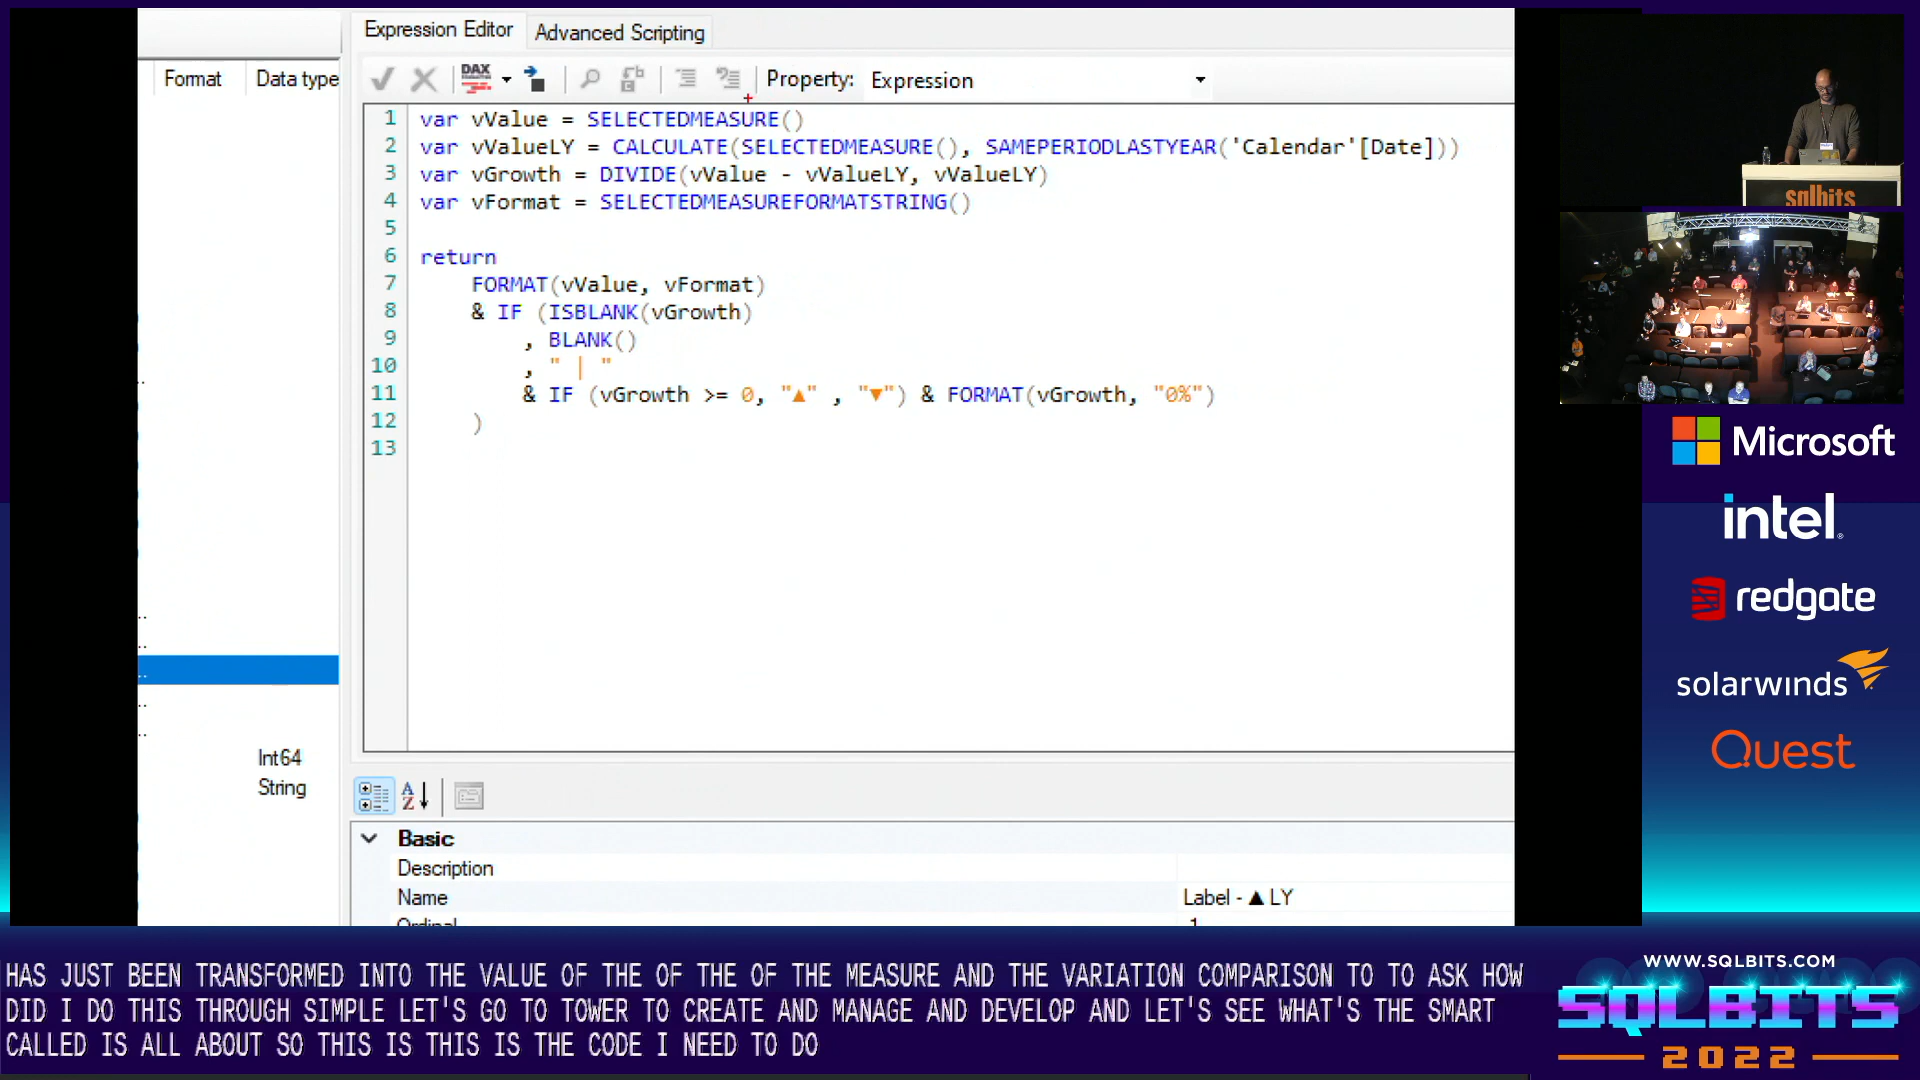 Expression Editor
Advanced Scripting
Format
Data type
DAX
Property:
Expression
1 var vValue = SELECTEDMEASURE()
2 var vValueLY = CALCULATE(SELECTEDMEASURE(), SAMEPERIODLASTYEAR('Calendar'[Date]))
3 var vGrowth = DIVIDE(vValue - vValueLY, vValueLY)
4 var vFormat = SELECTEDMEASUREFORMATSTRING()
5
6 return
7 FORMAT(vValue, vFormat)
8 & IF (ISBLANK(vGrowth)
9 , BLANK()
10 , " | "
11 & IF (vGrowth >= 0, "▲" , "▼") & FORMAT(vGrowth, "0%")
12 )
13
Int64
String
Basic
Description
Name
Label - ▲ LY
Ordinal
1
sqlbits
Microsoft
intel
redgate
solarwinds
Quest
HAS JUST BEEN TRANSFORMED INTO THE VALUE OF THE OF THE OF THE MEASURE AND THE VARIATION COMPARISON TO TO ASK HOW
DID I DO THIS THROUGH SIMPLE LET'S GO TO TOWER TO CREATE AND MANAGE AND DEVELOP AND LET'S SEE WHAT'S THE SMART
CALLED IS ALL ABOUT SO THIS IS THIS IS THE CODE I NEED TO DO
WWW.SQLBITS.COM
SQLBITS
2022